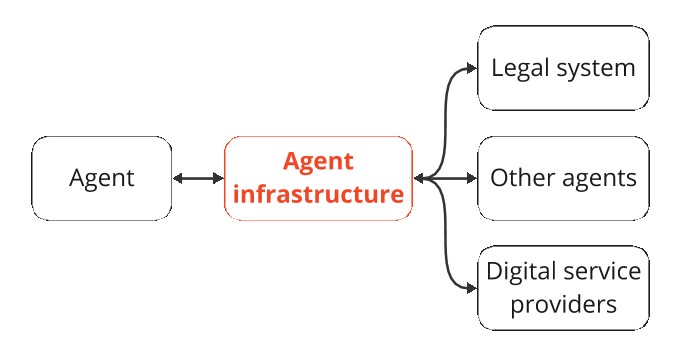 Legal system
Agent
Agent
infrastructure
Other agents
Digital service
providers